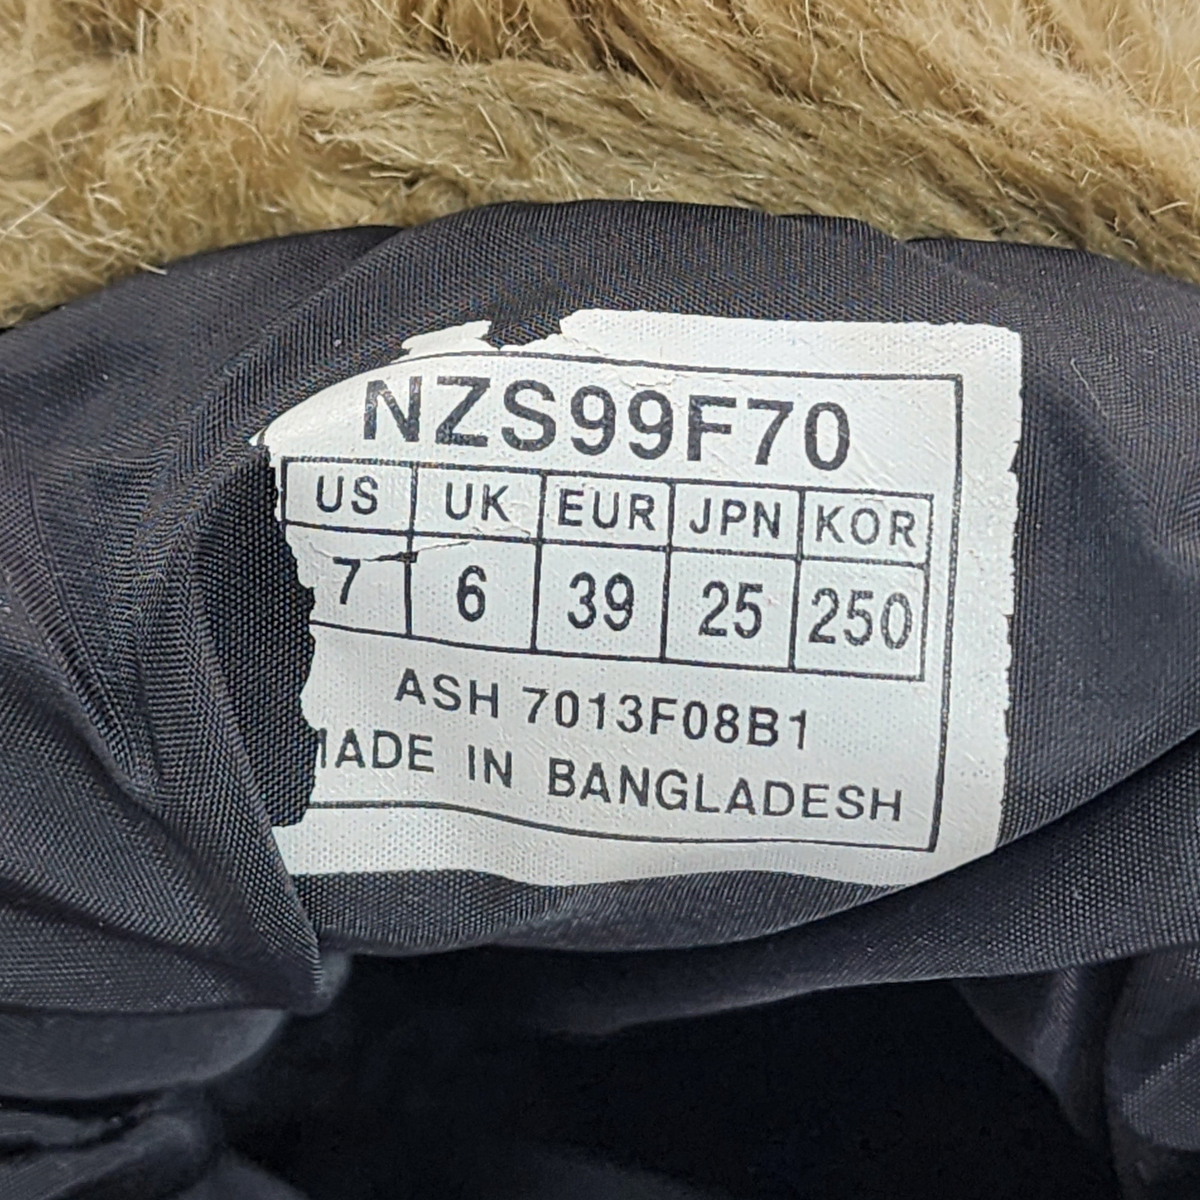 NZS99F70
US UK EUR JPN KOR
7 6 39 25 250
ASH 7013F08B1
MADE IN BANGLADESH